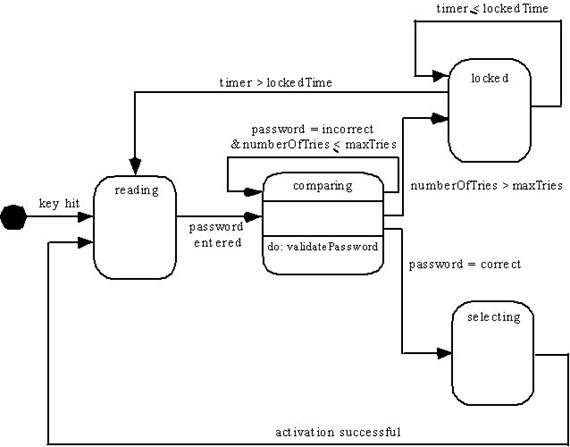 timer ≤ lockedTime
locked
timer > lockedTime
password = incorrect
& numberOfTries ≤ maxTries
reading
comparing
numberOfTries > maxTries
key hit
password
entered
do: validatePassword
password = correct
selecting
activation successful